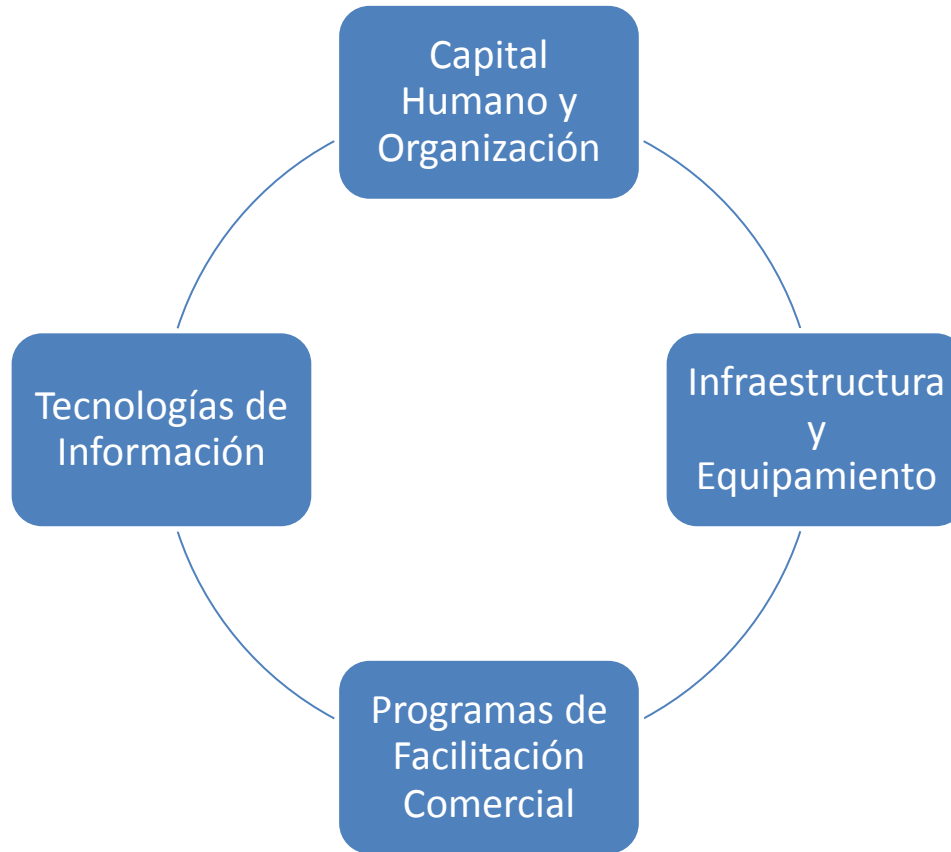 Capital
Humano y
Organización
Tecnologías de
Información
Infraestructura
y
Equipamiento
Programas de
Facilitación
Comercial